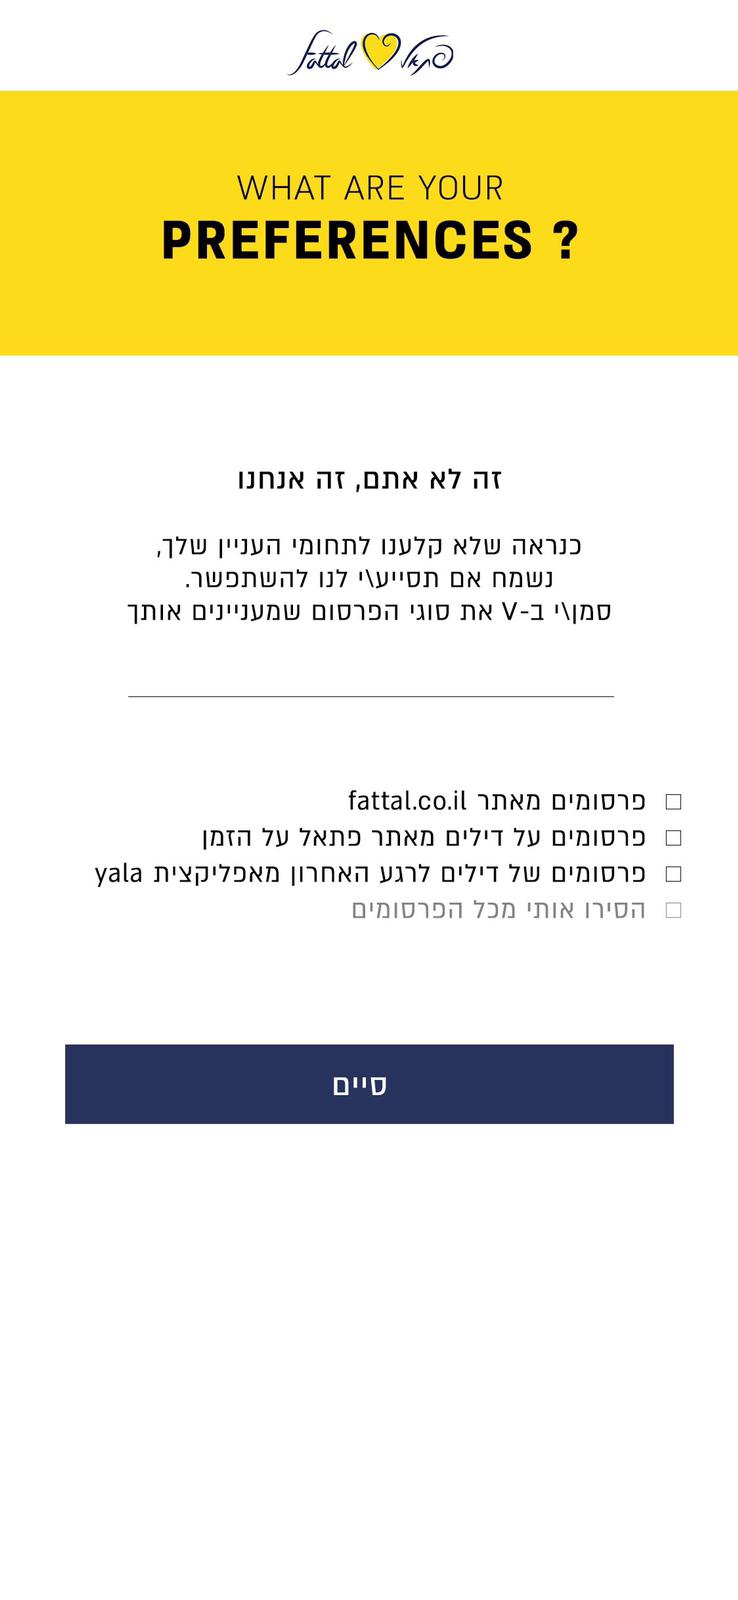 fattal פתאל
WHAT ARE YOUR
PREFERENCES ?
זה לא אתם, זה אנחנו
כנראה שלא קלענו לתחומי העניין שלך,
נשמח אם תסייע\י לנו להשתפשר.
סמן\י ב-V את סוגי הפרסום שמעניינים אותך
פרסומים מאתר fattal.co.il
פרסומים על דילים מאתר פתאל על הזמן
פרסומים של דילים לרגע האחרון מאפליקצית yala
הסירו אותי מכל הפרסומים
סיים